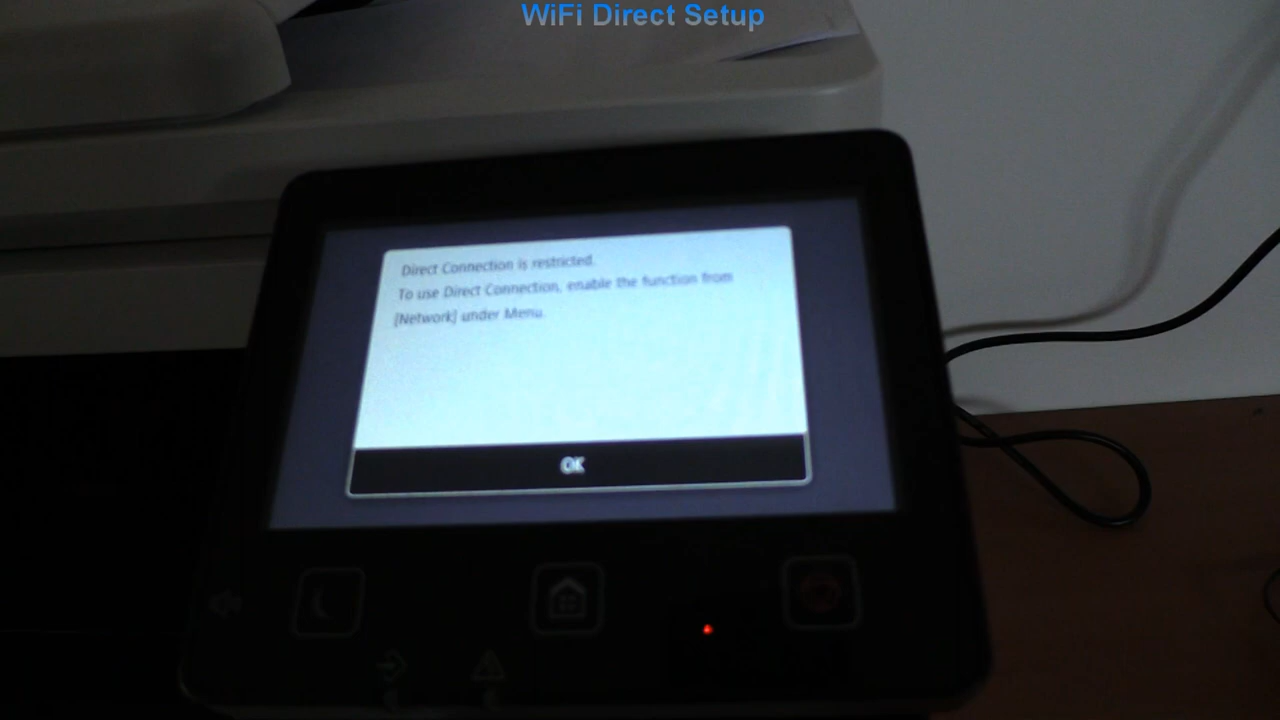 WiFi Direct Setup
Direct Connection is restricted.
To use Direct Connection, enable the function from
[Network] under Menu.
OK